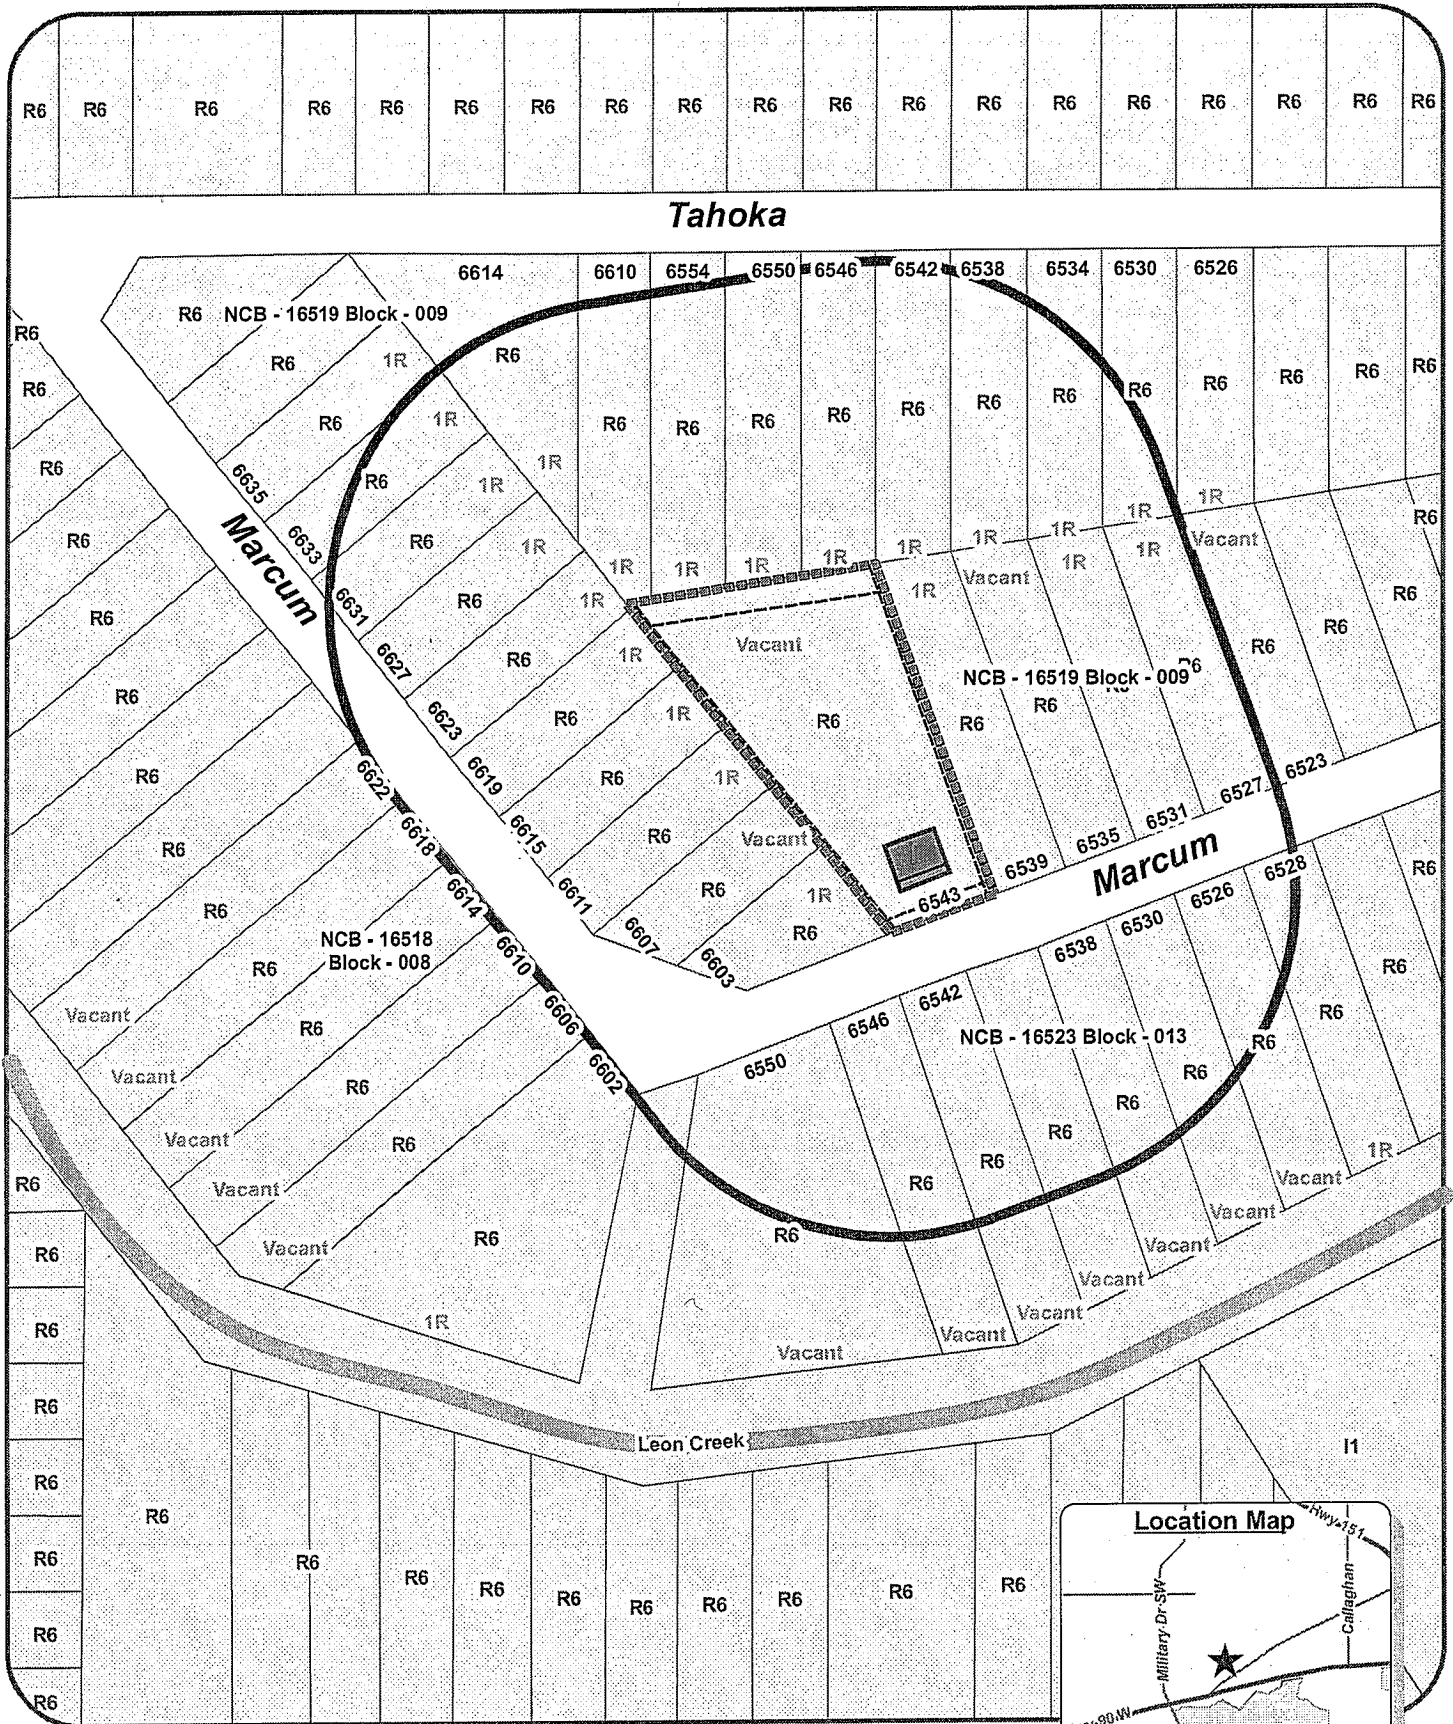 R6 R6 R6 R6 R6 R6 R6 R6 R6 R6 R6 R6 R6 R6 R6 R6 R6 R6 R6
Tahoka
6614 6610 6554 6550 6546 6542 6538 6534 6530 6526
R6 NCB - 16519 Block - 009
R6
R6 1R R6
R6 R6 R6 R6 R6 R6
R6 R6 R6 R6 R6 R6 R6 R6 R6
R6 1R
R6 1R
R6 1R
6635
6633
6631
6627
6623
6619
6615
6611
6607
6603
Marcum
R6 1R 1R 1R 1R 1R 1R 1R 1R 1R 1R
R6 R6 1R 1R 1R Vacant 1R 1R Vacant R6
R6 R6 1R Vacant R6 R6 R6
R6 R6 1R R6 R6 R6
NCB - 16519 Block - 009
R6 R6 1R
R6 R6 Vacant
R6 1R
R6
6543
6539
6535
6531
6527
6523
Marcum
6622
6618
6614
6610
6606
6602
6550
6546
6542
6538
6530
6526
6528
R6
R6
R6
NCB - 16518
Block - 008
R6
R6
R6
R6
R6
NCB - 16523 Block - 013
R6
R6
R6
R6
R6
R6
R6
R6
R6
R6
Vacant
Vacant
Vacant
Vacant
Vacant
1R
Vacant
Vacant
Vacant
Vacant
Vacant
Vacant
Vacant
1R
Leon Creek
R6
R6
R6
R6
R6
R6
R6
R6
R6 R6 R6 R6 R6 R6 R6 R6 R6 R6
I1
Location Map
Hwy 151
Military Dr SW
Callaghan
90 W